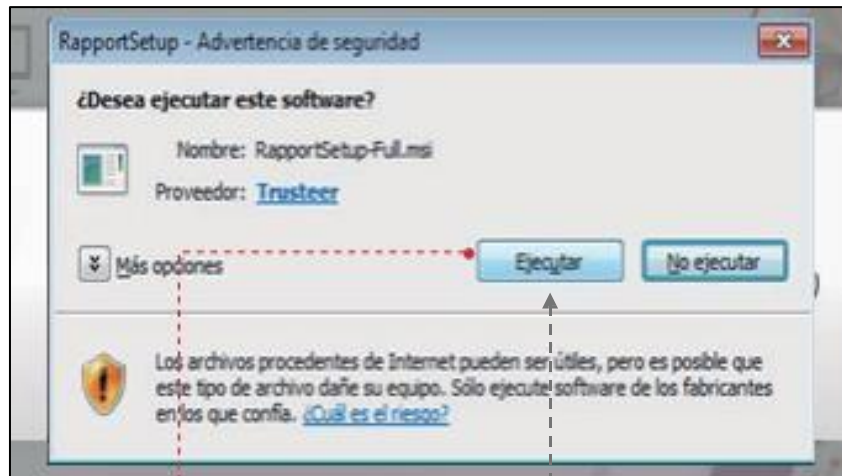 RapportSetup - Advertencia de seguridad
¿Desea ejecutar este software?
Nombre: RapportSetup-Full.msi
Proveedor: Trusteer
Más opciones
Ejecutar
No ejecutar
Los archivos procedentes de Internet pueden ser útiles, pero es posible que
este tipo de archivo dañe su equipo. Sólo ejecute software de los fabricantes
en los que confía. ¿Cuál es el riesgo?